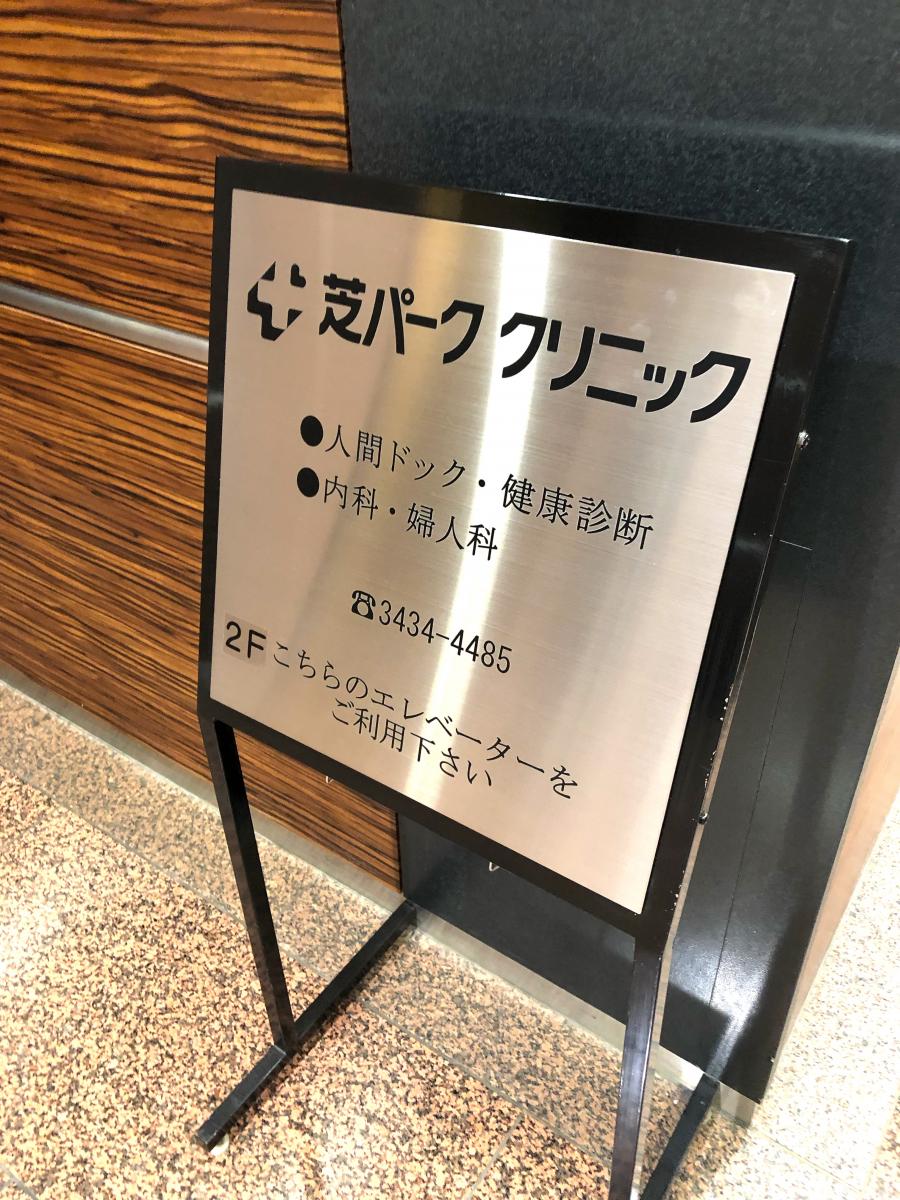 芝パーククリニック
●人間ドック・健康診断
●内科・婦人科
☎3434-4485
2Fこちらのエレベーターを
ご利用下さい